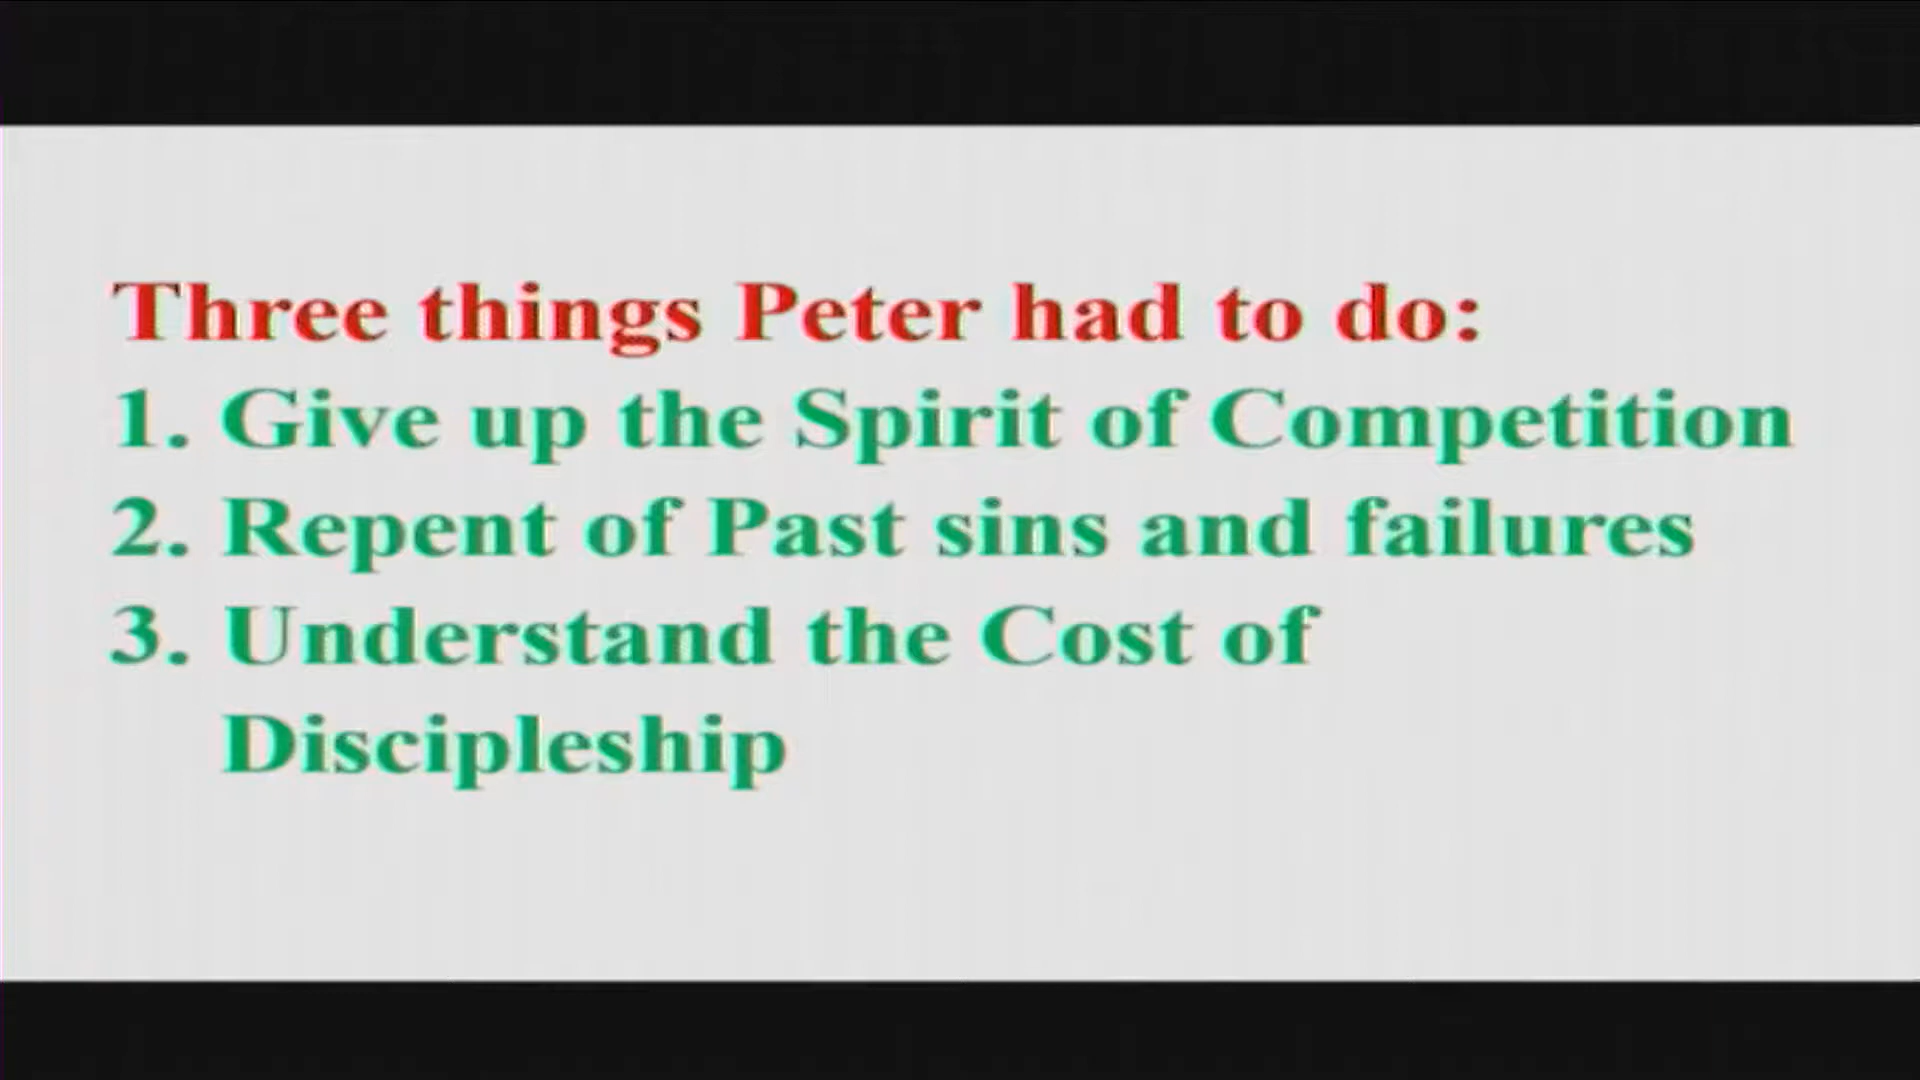 Three things Peter had to do:
1. Give up the Spirit of Competition
2. Repent of Past sins and failures
3. Understand the Cost of
Discipleship